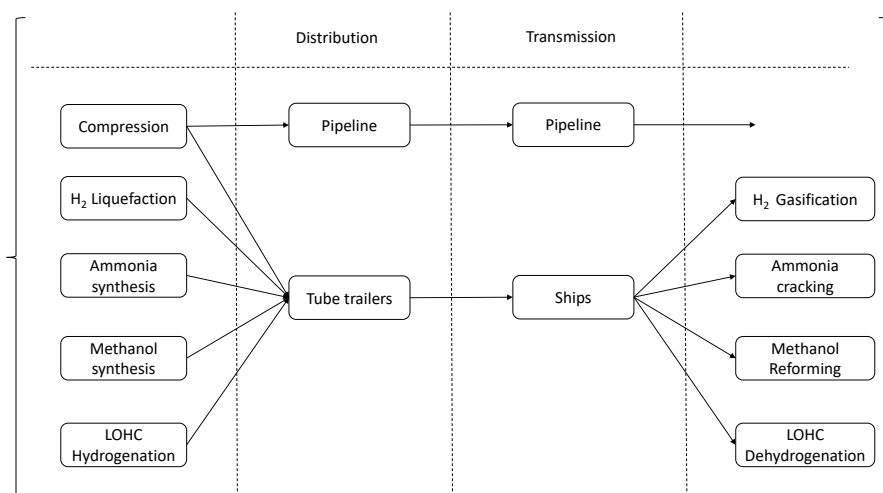 Distribution
Transmission
Compression
Pipeline
Pipeline
H₂ Liquefaction
H₂ Gasification
Ammonia
synthesis
Tube trailers
Ships
Ammonia
cracking
Methanol
synthesis
Methanol
Reforming
LOHC
Hydrogenation
LOHC
Dehydrogenation